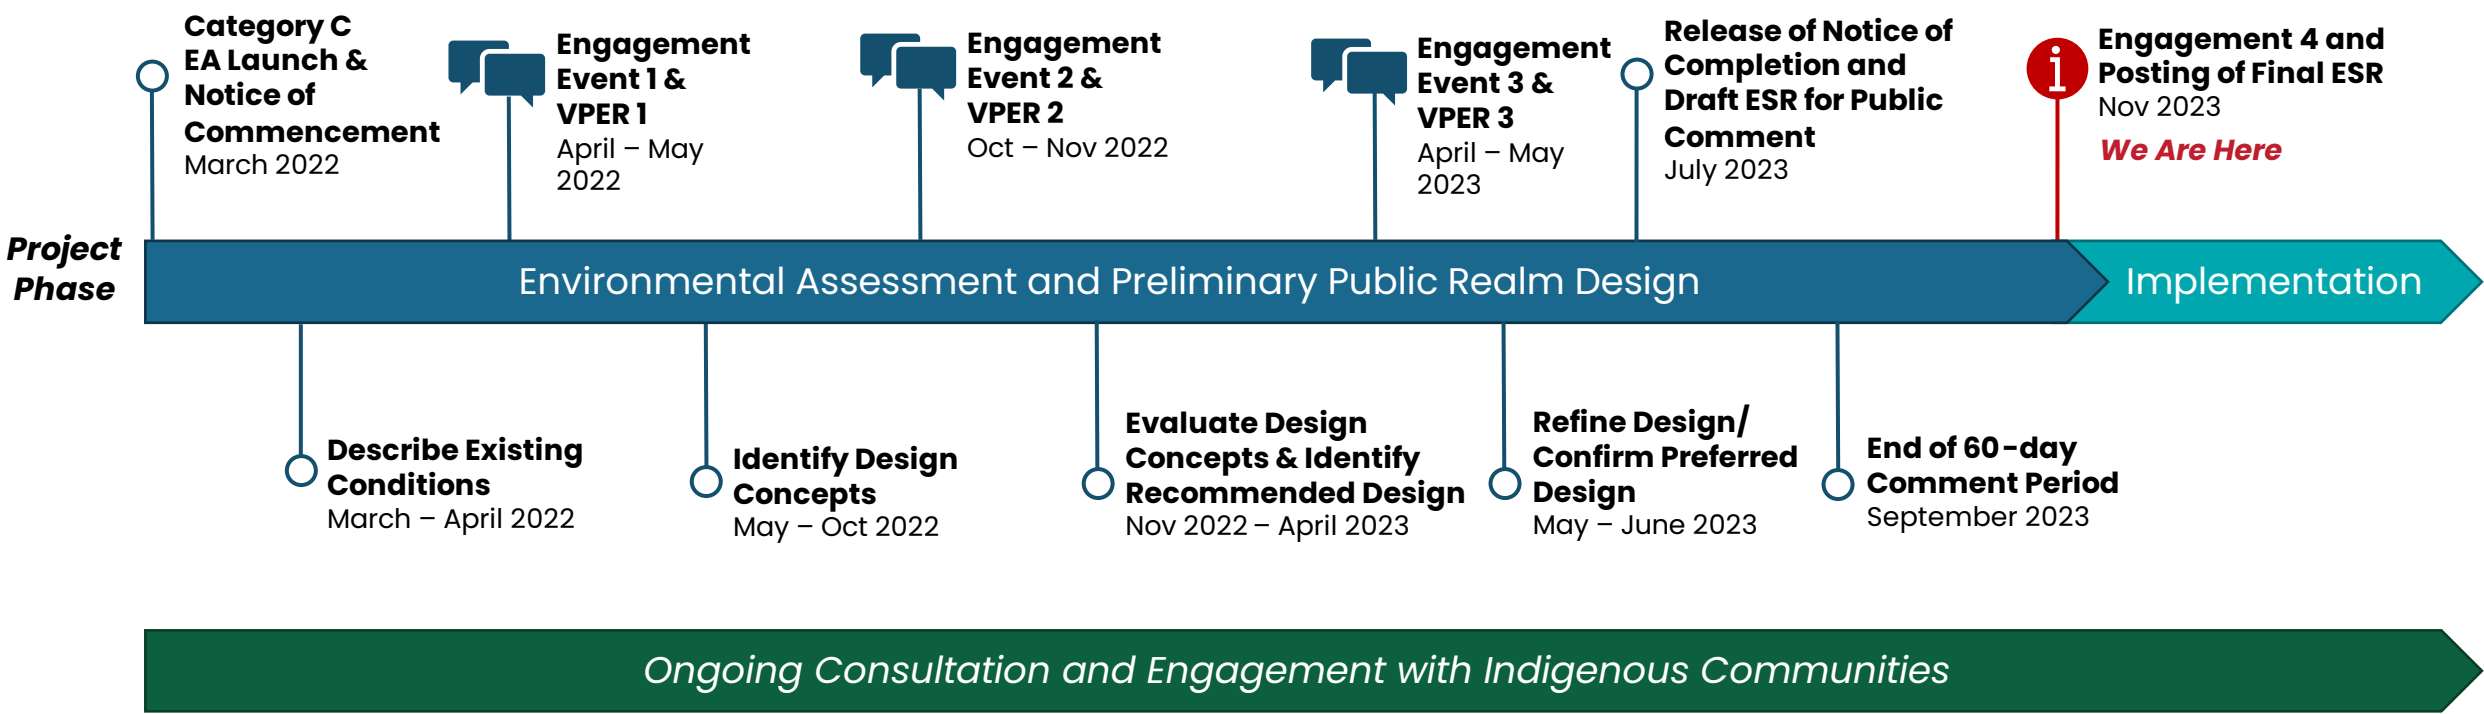 Category C
EA Launch &
Notice of
Commencement
March 2022
Engagement
Event 1 &
VPER 1
April – May
2022
Engagement
Event 2 &
VPER 2
Oct – Nov 2022
Engagement
Event 3 &
VPER 3
April – May
2023
Release of Notice of
Completion and
Draft ESR for Public
Comment
July 2023
Engagement 4 and
Posting of Final ESR
Nov 2023
We Are Here
Project
Phase
Environmental Assessment and Preliminary Public Realm Design
Implementation
Describe Existing
Conditions
March – April 2022
Identify Design
Concepts
May – Oct 2022
Evaluate Design
Concepts & Identify
Recommended Design
Nov 2022 – April 2023
Refine Design/
Confirm Preferred
Design
May – June 2023
End of 60-day
Comment Period
September 2023
Ongoing Consultation and Engagement with Indigenous Communities